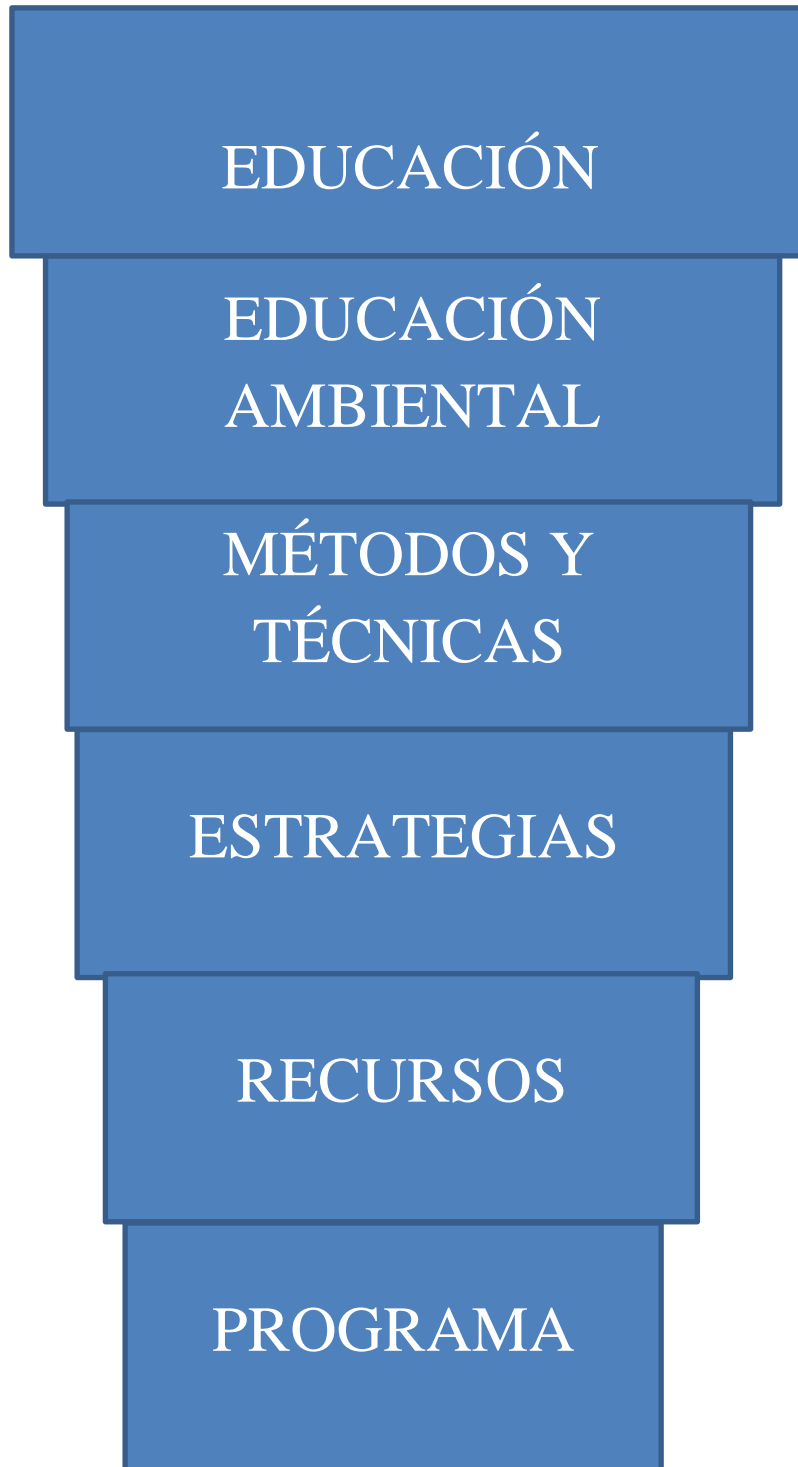 EDUCACIÓN
EDUCACIÓN
AMBIENTAL
MÉTODOS Y
TÉCNICAS
ESTRATEGIAS
RECURSOS
PROGRAMA